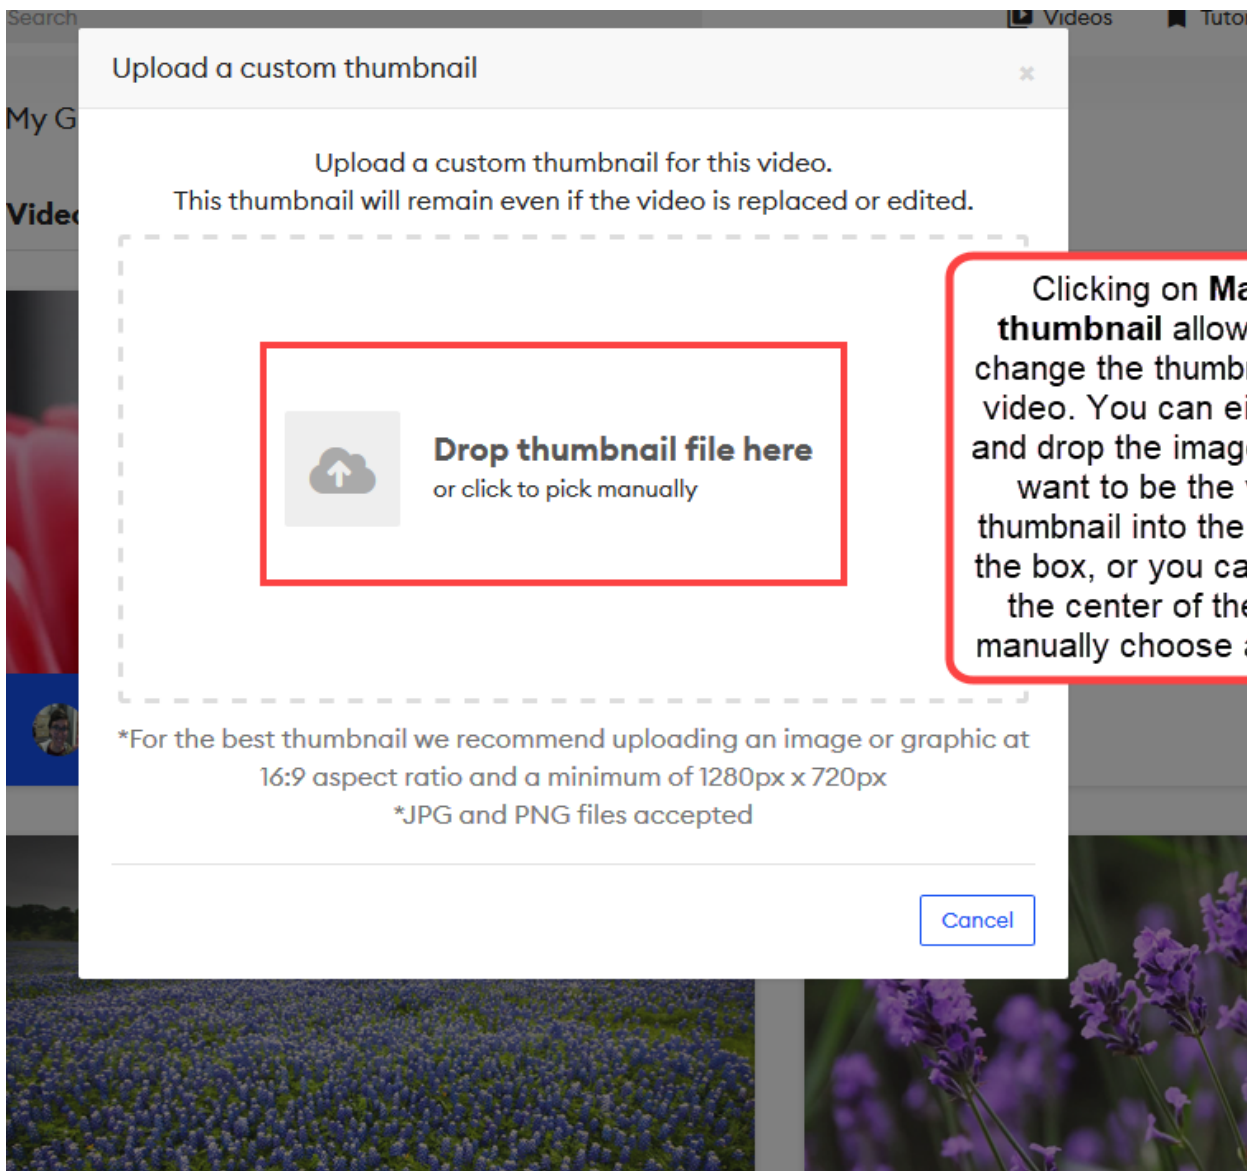 Search
Videos
Upload a custom thumbnail
My G
Upload a custom thumbnail for this video.
This thumbnail will remain even if the video is replaced or edited.
Drop thumbnail file here
or click to pick manually
Clicking on
thumbnail allow
change the
video. You can
and drop the
want to be the
thumbnail into the
the box, or you
the center of
manually choose
*For the best thumbnail we recommend uploading an image or graphic at
16:9 aspect ratio and a minimum of 1280px x 720px
*JPG and PNG files accepted
Cancel